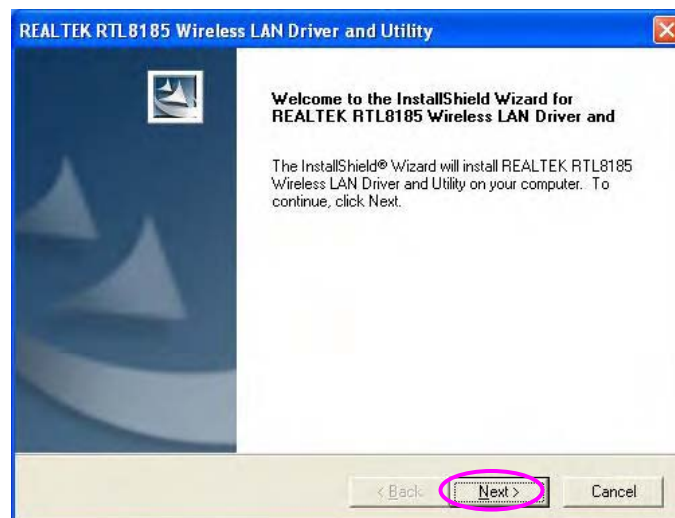 REALTEK RTL8185 Wireless LAN Driver and Utility
Welcome to the InstallShield Wizard for
REALTEK RTL8185 Wireless LAN Driver and
The InstallShield® Wizard will install REALTEK RTL8185
Wireless LAN Driver and Utility on your computer. To
continue, click Next.
< Back Next > Cancel